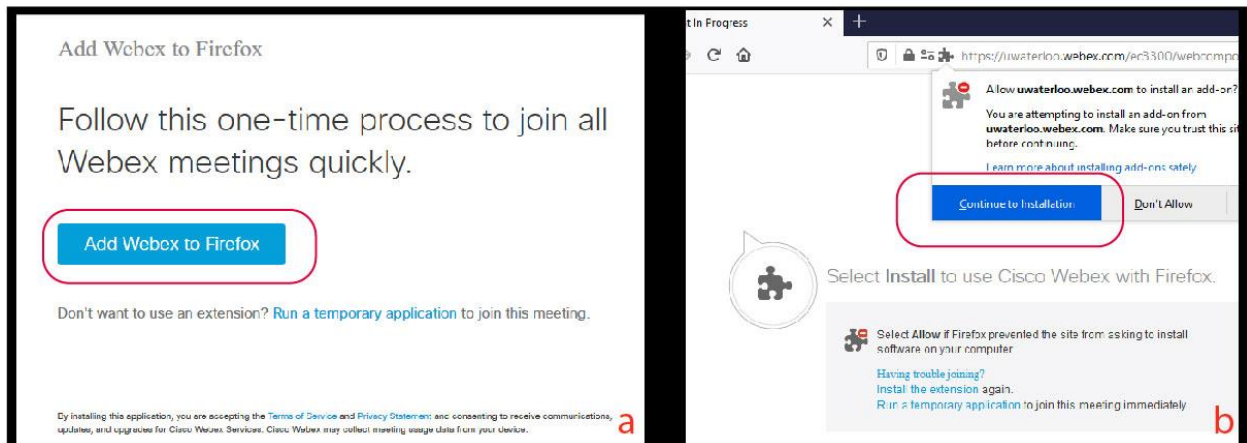 Add Webex to Firefox
Follow this one-time process to join all
Webex meetings quickly.
Add Webex to Firefox
Don't want to use an extension? Run a temporary application to join this meeting.
By installing this application, you are accepting the Terms of Service and Privacy Statement and consenting to receive communications,
updates, and upgrades for Cisco Webex Services. Cisco Webex may collect meeting usage data from your device.
a
t In Progress
https://uwaterloo.webex.com/ec3300/webcompo
Allow uwaterloo.webex.com to install an add-on?
You are attempting to install an add-on from
uwaterloo.webex.com. Make sure you trust this sit
before continuing.
Learn more about installing add-ons safely
Continue to Installation
Don't Allow
Select Install to use Cisco Webex with Firefox.
Select Allow if Firefox prevented the site from asking to install
software on your computer
Having trouble joining?
Install the extension again.
Run a temporary application to join this meeting immediately
b